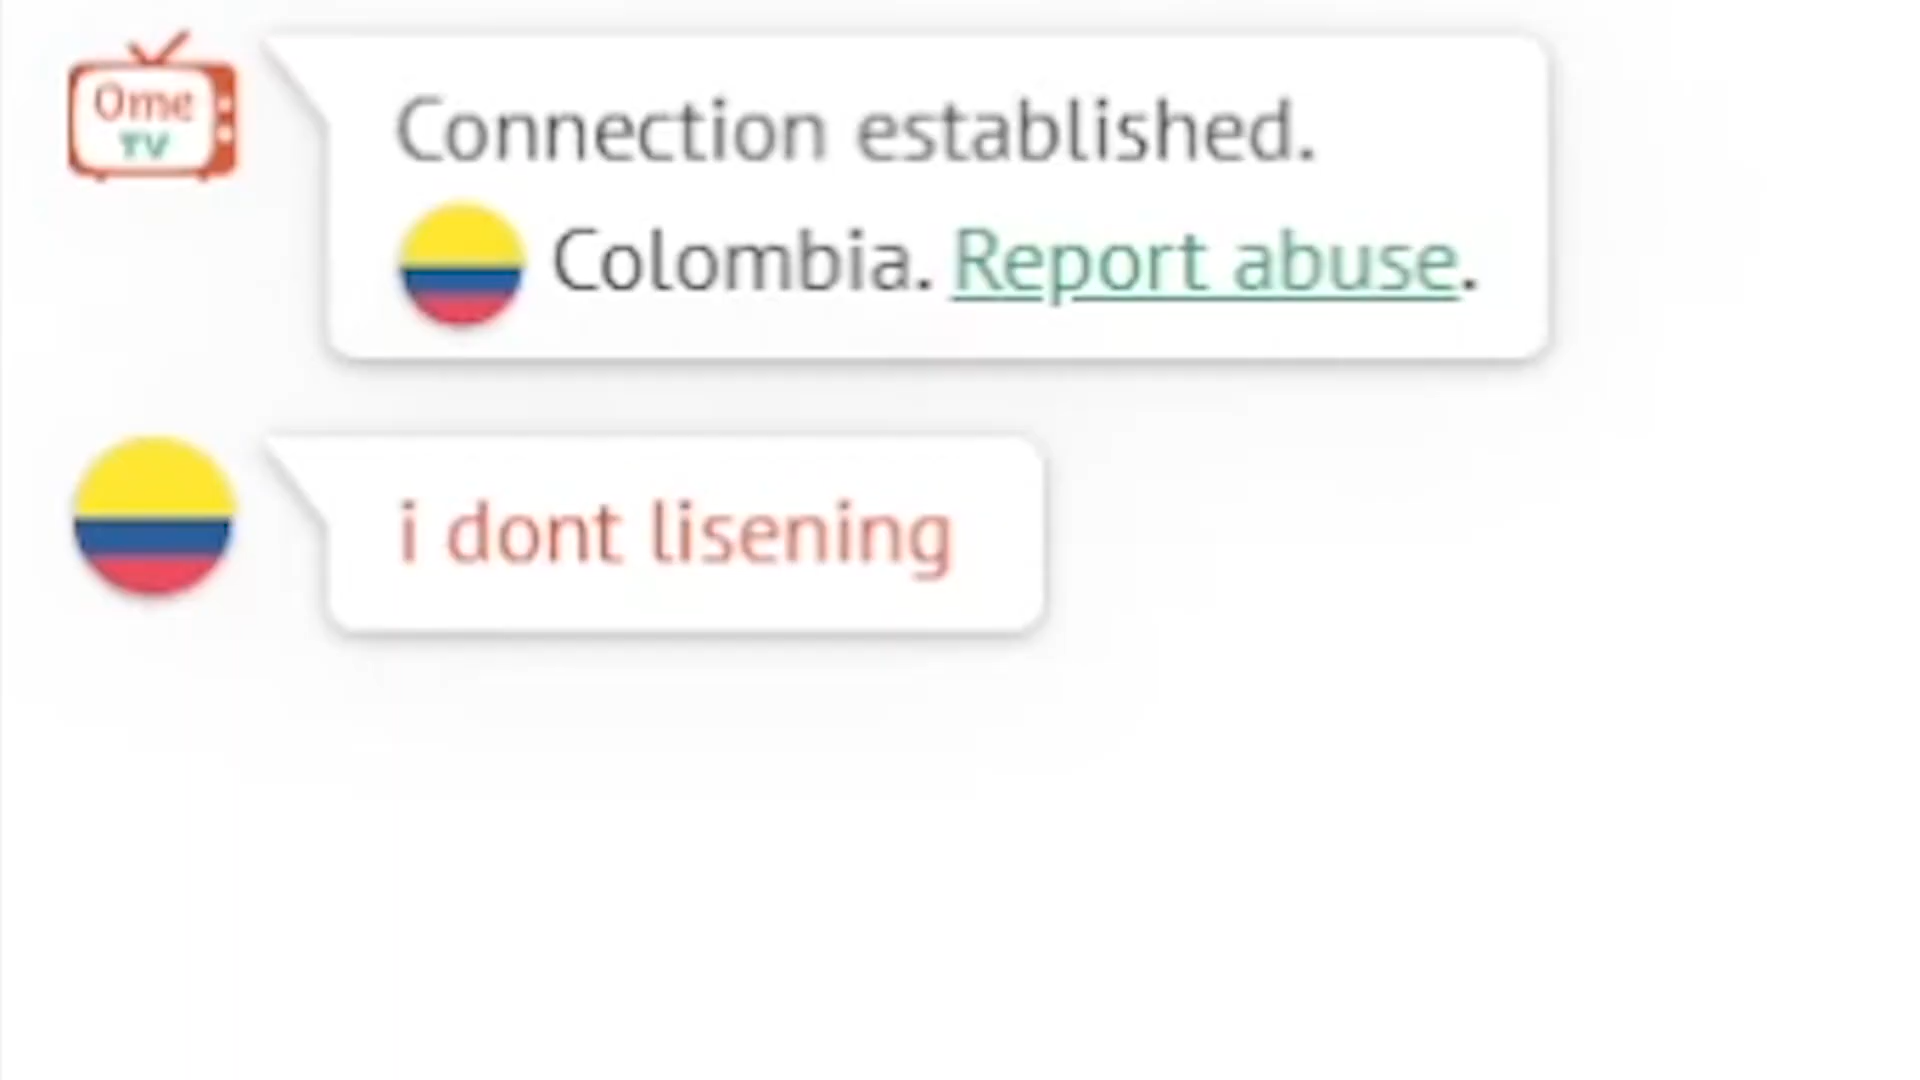 Ome
TV
Connection established.
Colombia. Report abuse.
i dont lisening